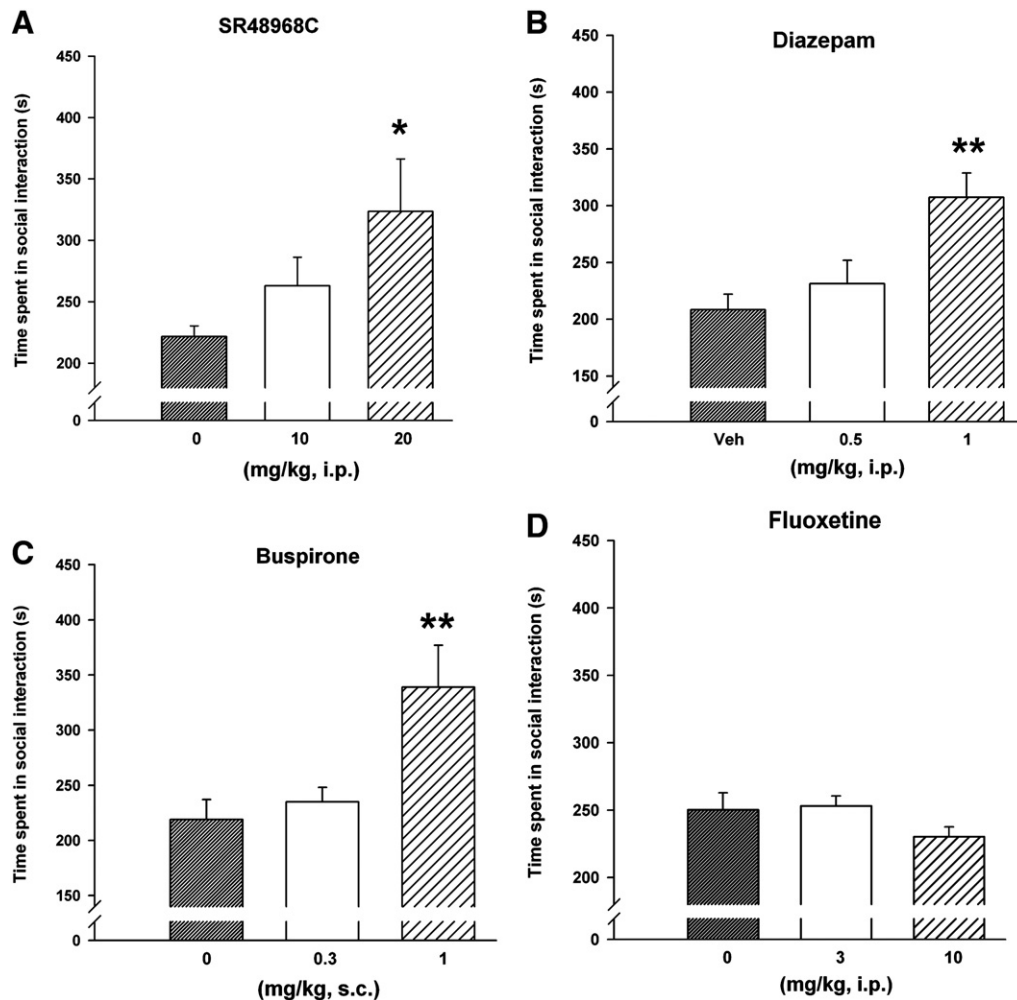 A
SR48968C
Time spent in social interaction (s)
450
400
350
300
250
200
0
*
0 10 20
(mg/kg, i.p.)
B
Diazepam
Time spent in social interaction (s)
450
400
350
300
250
200
150
0
**
Veh 0.5 1
(mg/kg, i.p.)
C
Buspirone
Time spent in social interaction (s)
450
400
350
300
250
200
150
0
**
0 0.3 1
(mg/kg, s.c.)
D
Fluoxetine
Time spent in social interaction (s)
450
400
350
300
250
200
0
0 3 10
(mg/kg, i.p.)